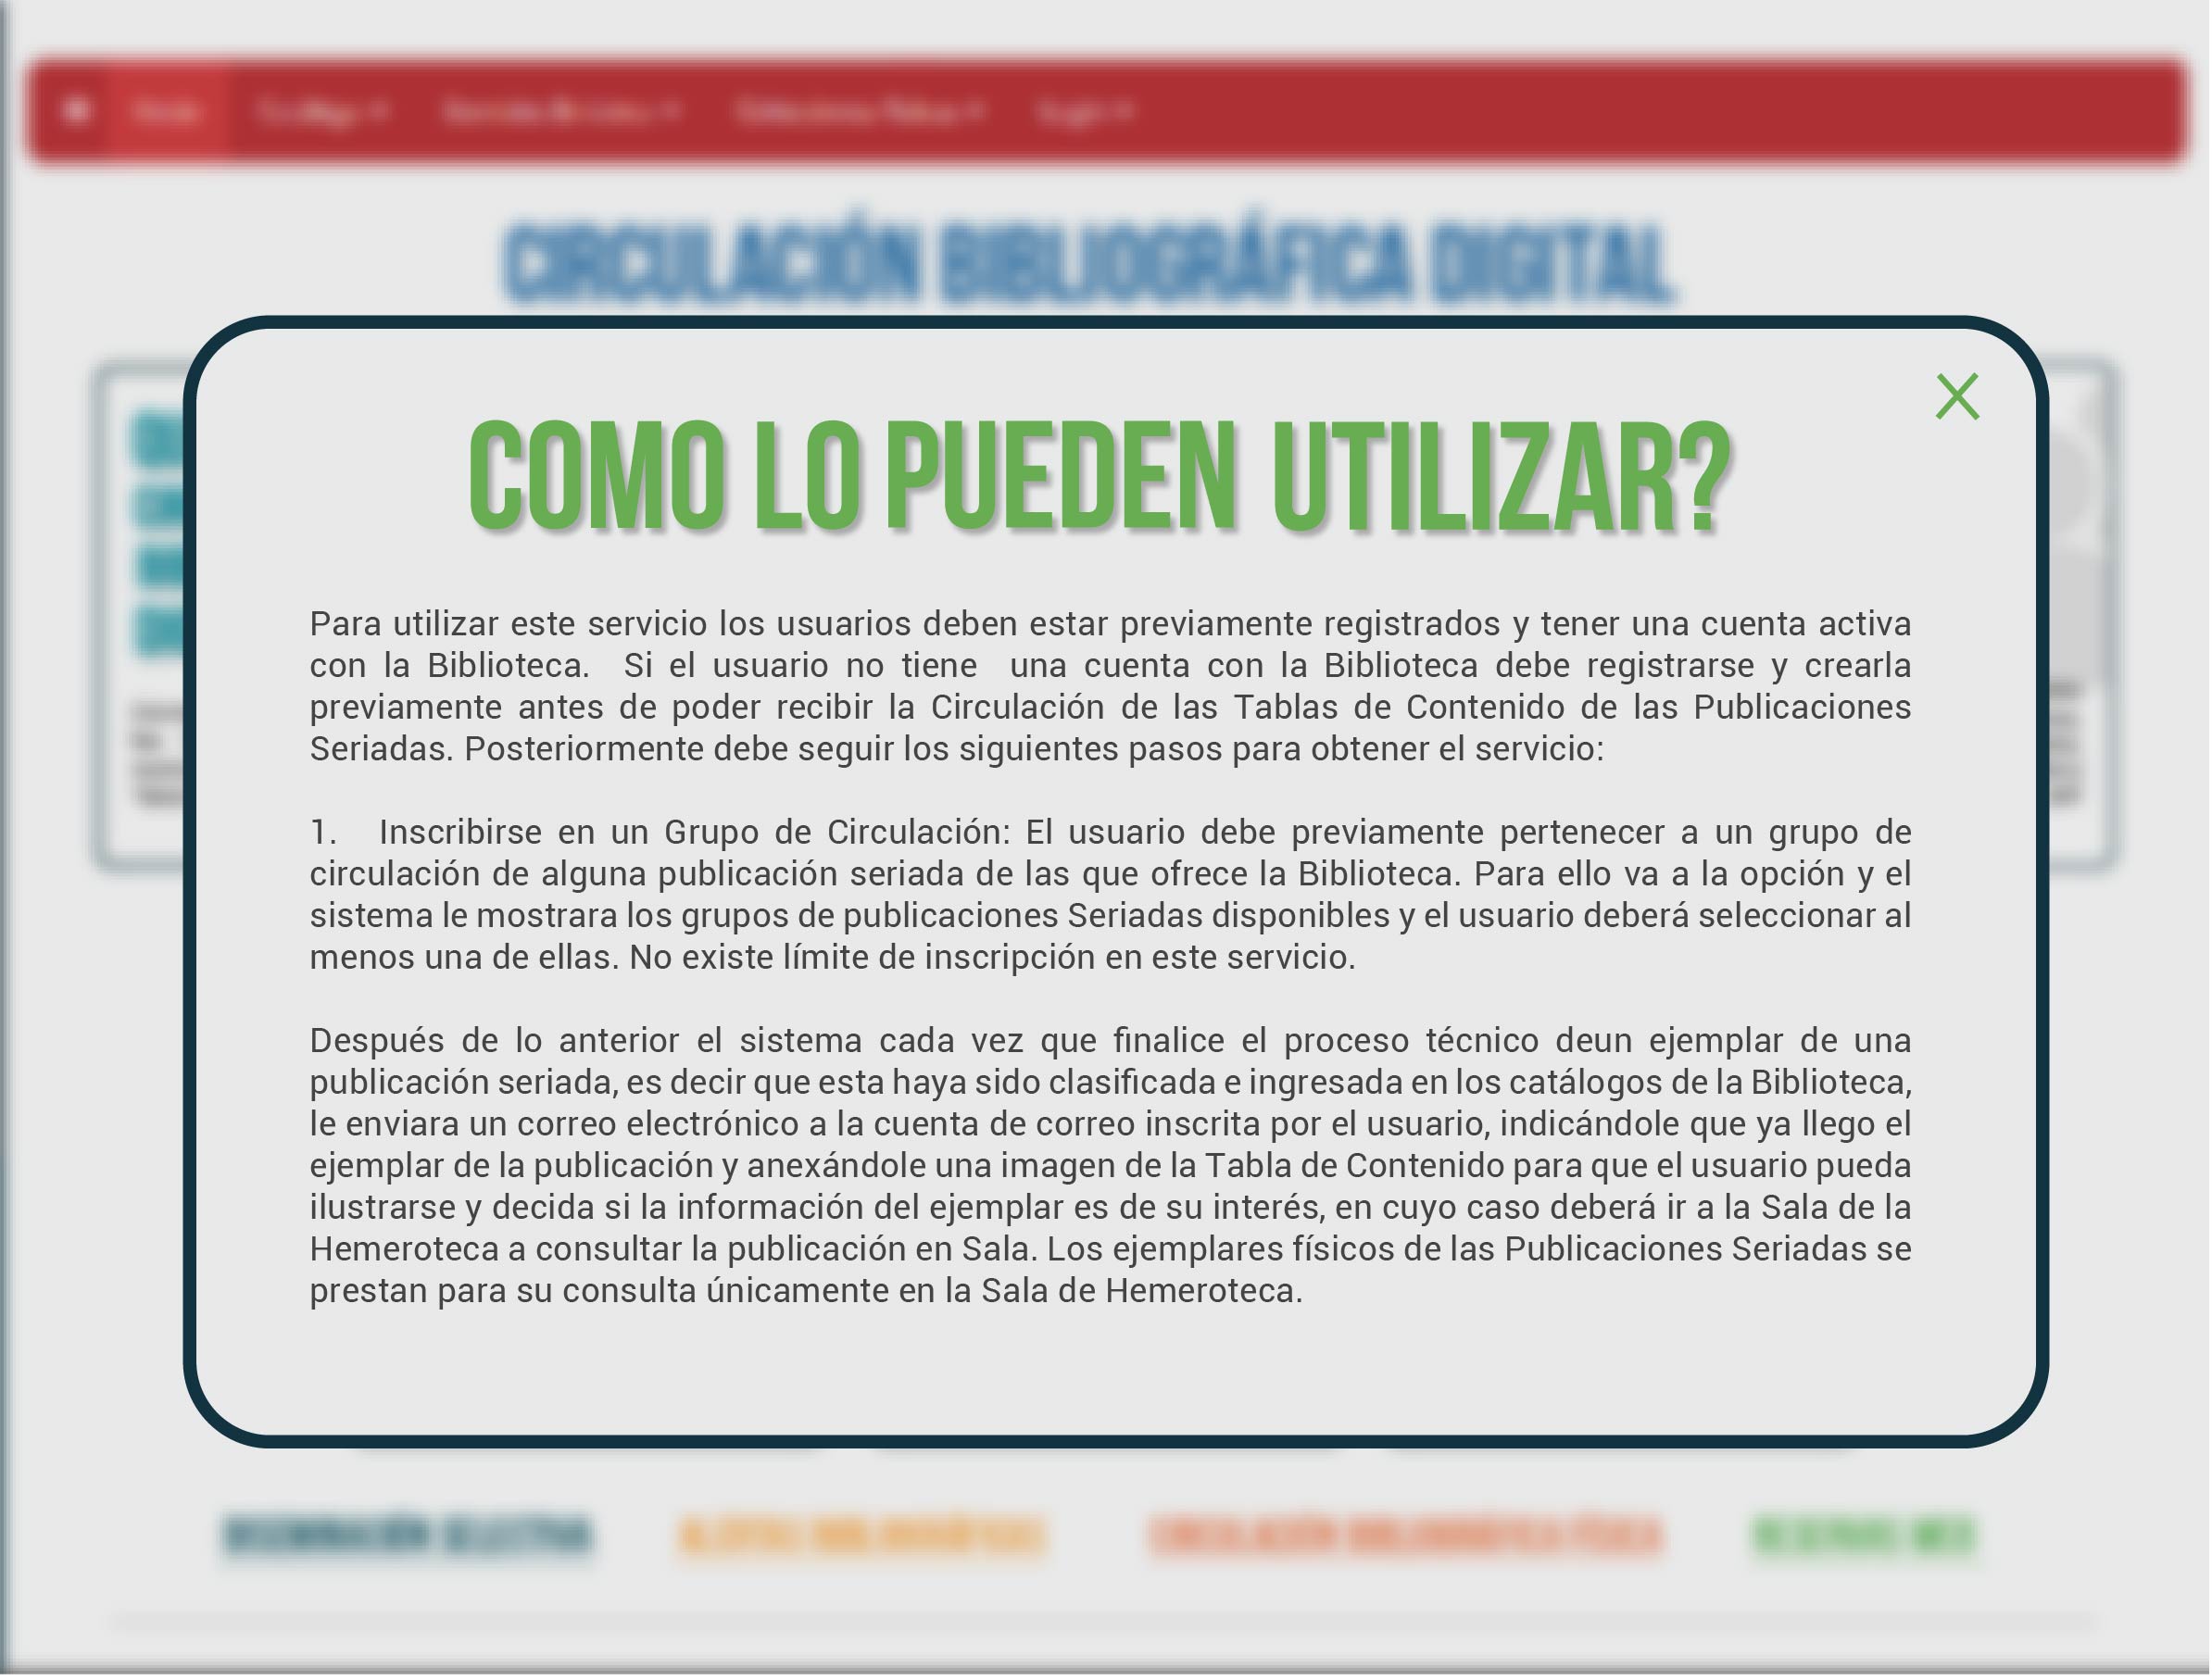 CIRCULACIÓN BIBLIOGRÁFICA DIGITAL
COMO LO PUEDEN UTILIZAR?
Para utilizar este servicio los usuarios deben estar previamente registrados y tener una cuenta activa
con la Biblioteca. Si el usuario no tiene una cuenta con la Biblioteca debe registrarse y crearla
previamente antes de poder recibir la Circulación de las Tablas de Contenido de las Publicaciones
Seriadas. Posteriormente debe seguir los siguientes pasos para obtener el servicio:
1. Inscribirse en un Grupo de Circulación: El usuario debe previamente pertenecer a un grupo de
circulación de alguna publicación seriada de las que ofrece la Biblioteca. Para ello va a la opción y el
sistema le mostrara los grupos de publicaciones Seriadas disponibles y el usuario deberá seleccionar al
menos una de ellas. No existe límite de inscripción en este servicio.
Después de lo anterior el sistema cada vez que finalice el proceso técnico deun ejemplar de una
publicación seriada, es decir que esta haya sido clasificada e ingresada en los catálogos de la Biblioteca,
le enviara un correo electrónico a la cuenta de correo inscrita por el usuario, indicándole que ya llego el
ejemplar de la publicación y anexándole una imagen de la Tabla de Contenido para que el usuario pueda
ilustrarse y decida si la información del ejemplar es de su interés, en cuyo caso deberá ir a la Sala de la
Hemeroteca a consultar la publicación en Sala. Los ejemplares físicos de las Publicaciones Seriadas se
prestan para su consulta únicamente en la Sala de Hemeroteca.
DISEMINACIÓN SELECTIVA
ALERTAS BIBLIOGRÁFICAS
CIRCULACIÓN BIBLIOGRÁFICA FÍSICA
RESERVAS WEB